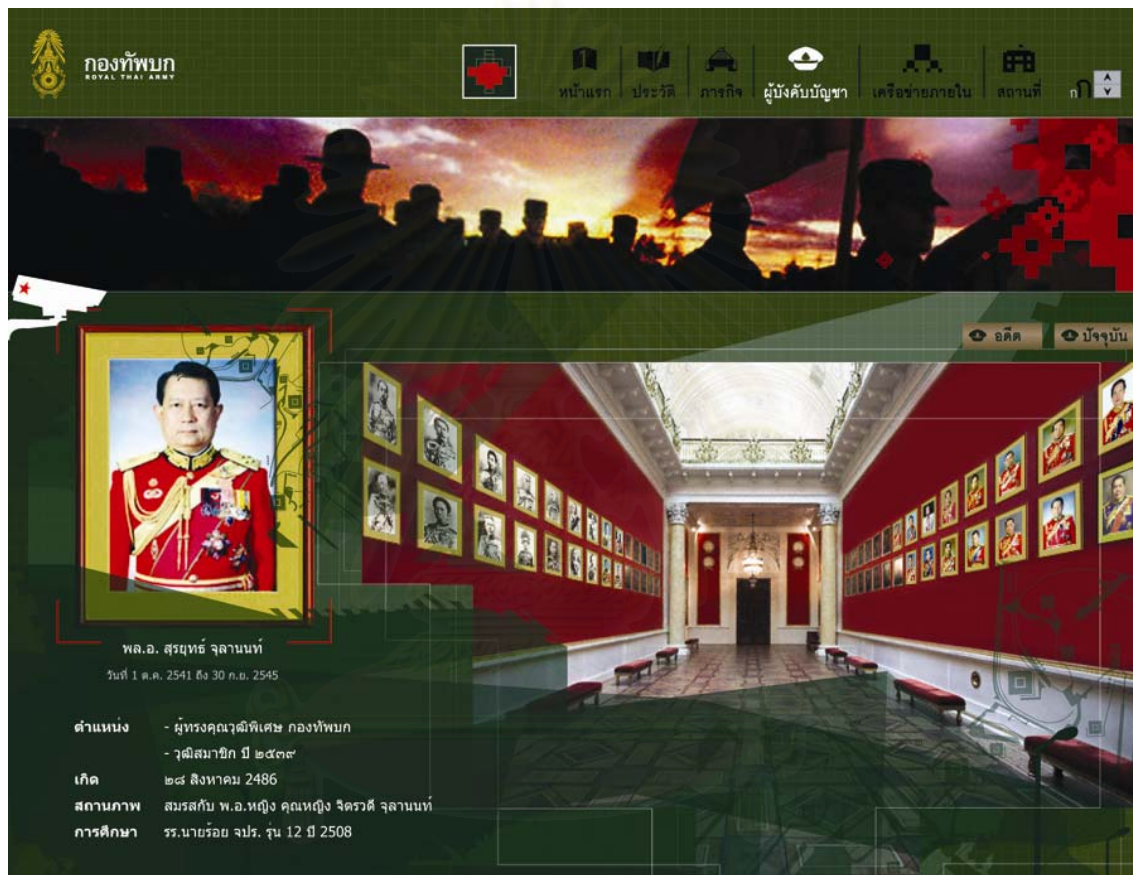 กองทัพบก
ROYAL THAI ARMY
หน้าแรก
ประวัติ
ภารกิจ
ผู้บังคับบัญชา
เครือข่ายภายใน
สถานที่
กก
อดีต
ปัจจุบัน
พล.อ. สุรยุทธ์ จุลานนท์
วันที่ 1 ต.ค. 2541 ถึง 30 ก.ย. 2545
ตำแหน่ง - ผู้ทรงคุณวุฒิพิเศษ กองทัพบก
- วุฒิสมาชิก ปี ๒๕๓๙
เกิด ๒๘ สิงหาคม 2486
สถานภาพ สมรสกับ พ.อ.หญิง คุณหญิง จิตรวดี จุลานนท์
การศึกษา รร.นายร้อย จปร. รุ่น 12 ปี 2508